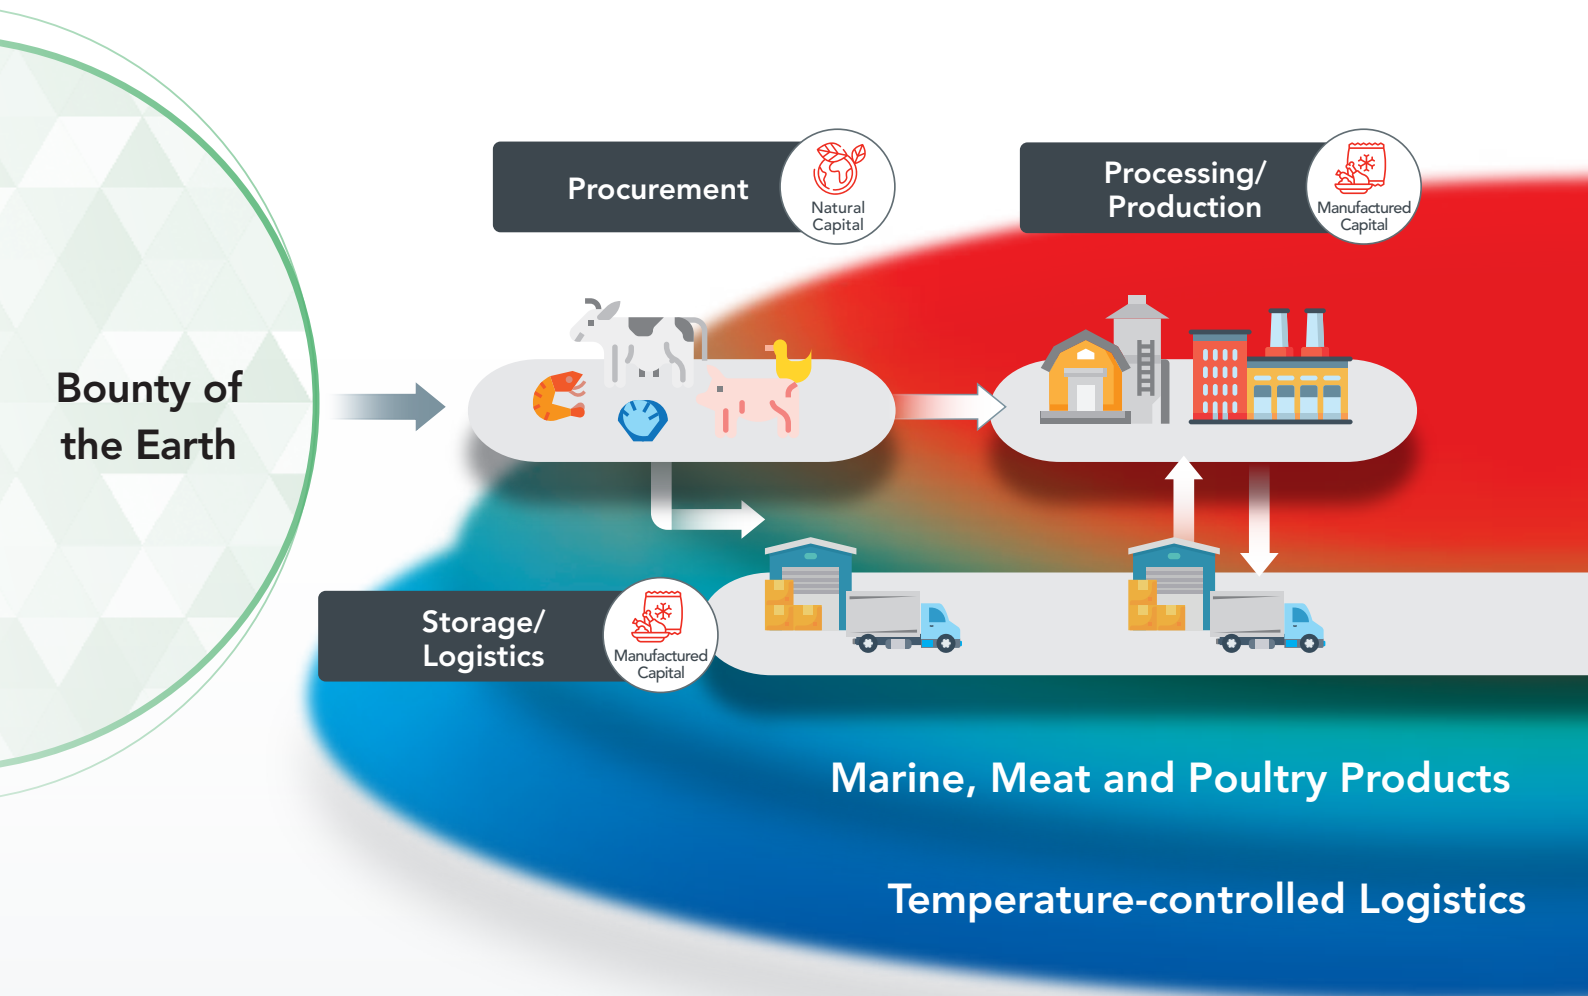 Bounty of
the Earth
Procurement
Natural
Capital
Processing/
Production
Manufactured
Capital
Storage/
Logistics
Manufactured
Capital
Marine, Meat and Poultry Products
Temperature-controlled Logistics